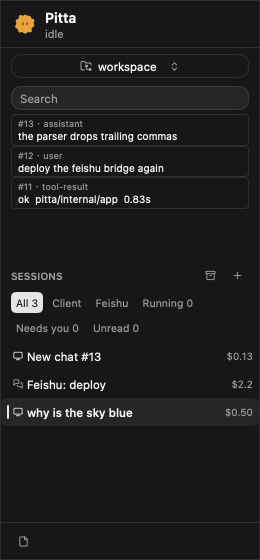 Pitta
idle
workspace
Search
#13 · assistant
the parser drops trailing commas
#12 · user
deploy the feishu bridge again
#11 · tool-result
ok pitta/internal/app 0.83s
SESSIONS
All 3 Client Feishu Running 0
Needs you 0 Unread 0
New chat #13 $0.13
Feishu: deploy $2.2
why is the sky blue $0.50